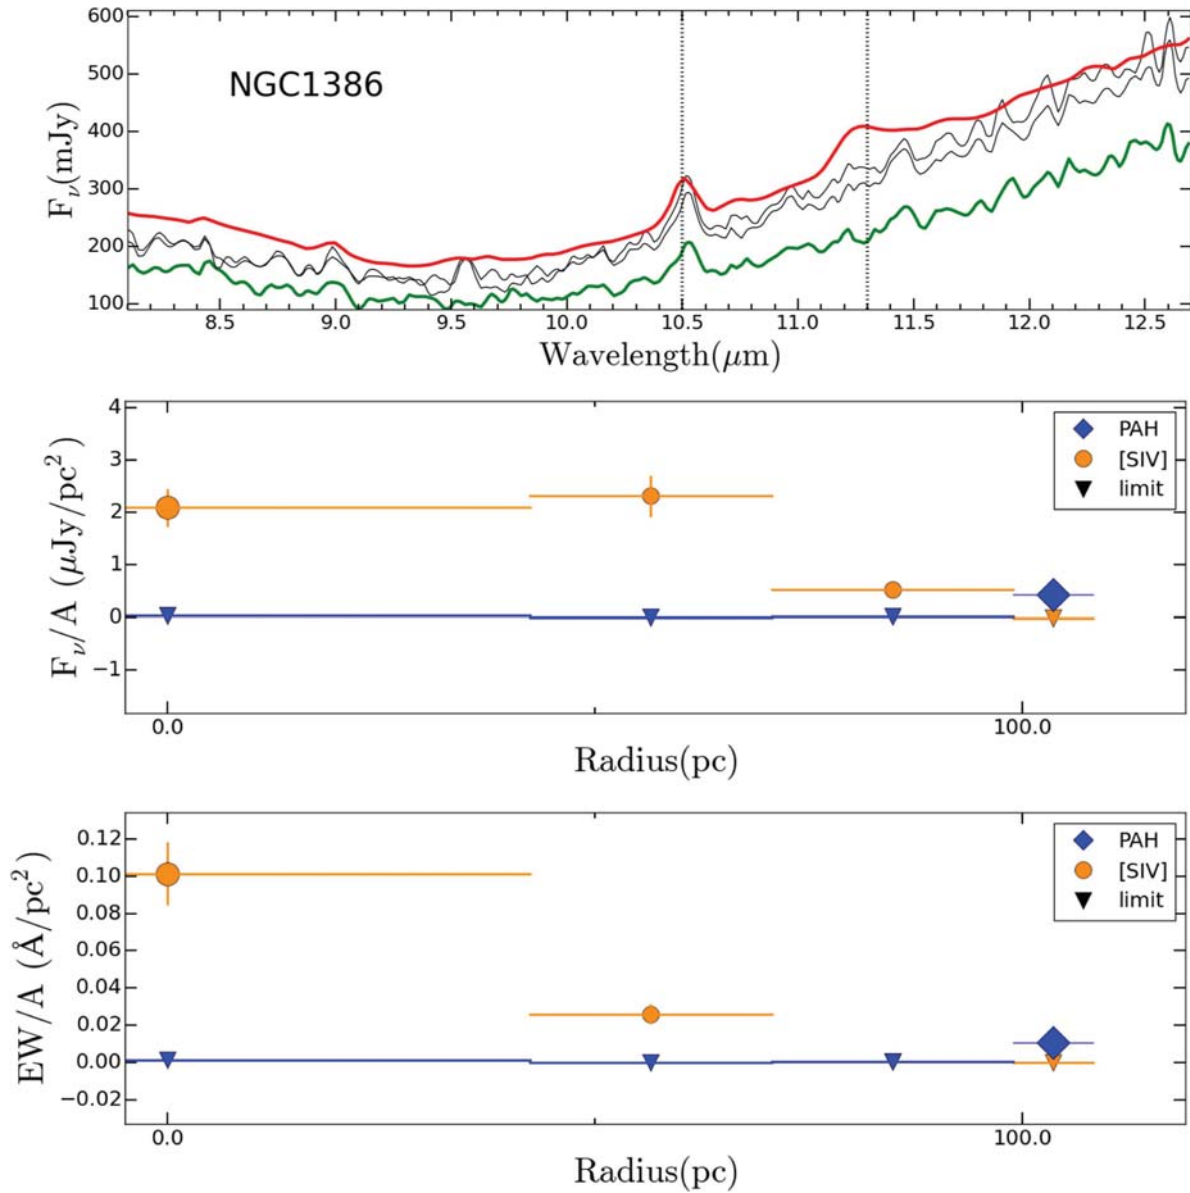 600
500
400
300
200
100
F_ν(mJy)
NGC1386
8.5 9.0 9.5 10.0 10.5 11.0 11.5 12.0 12.5
Wavelength(μm)
4
3
2
1
0
−1
F_ν/A (μJy/pc²)
PAH
[SIV]
limit
0.0 100.0
Radius(pc)
0.12
0.10
0.08
0.06
0.04
0.02
0.00
−0.02
EW/A (Å/pc²)
PAH
[SIV]
limit
0.0 100.0
Radius(pc)